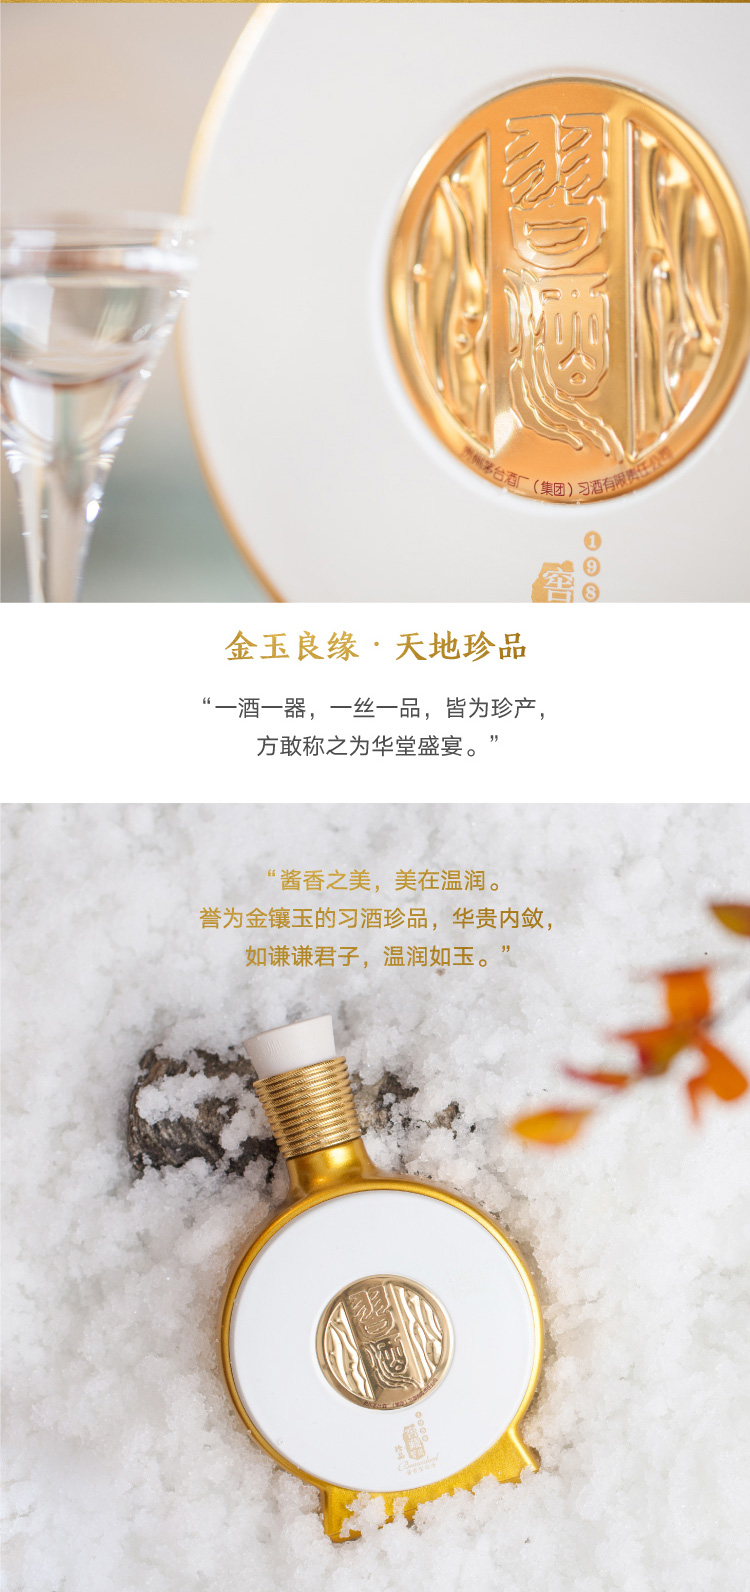 習酒
贵州茅台酒厂（集团）习酒有限责任公司
198
窖
金玉良缘·天地珍品
“一酒一器，一丝一品，皆为珍产，
方敢称之为华堂盛宴。”
“酱香之美，美在温润。
誉为金镶玉的习酒珍品，华贵内敛，
如谦谦君子，温润如玉。”
習酒